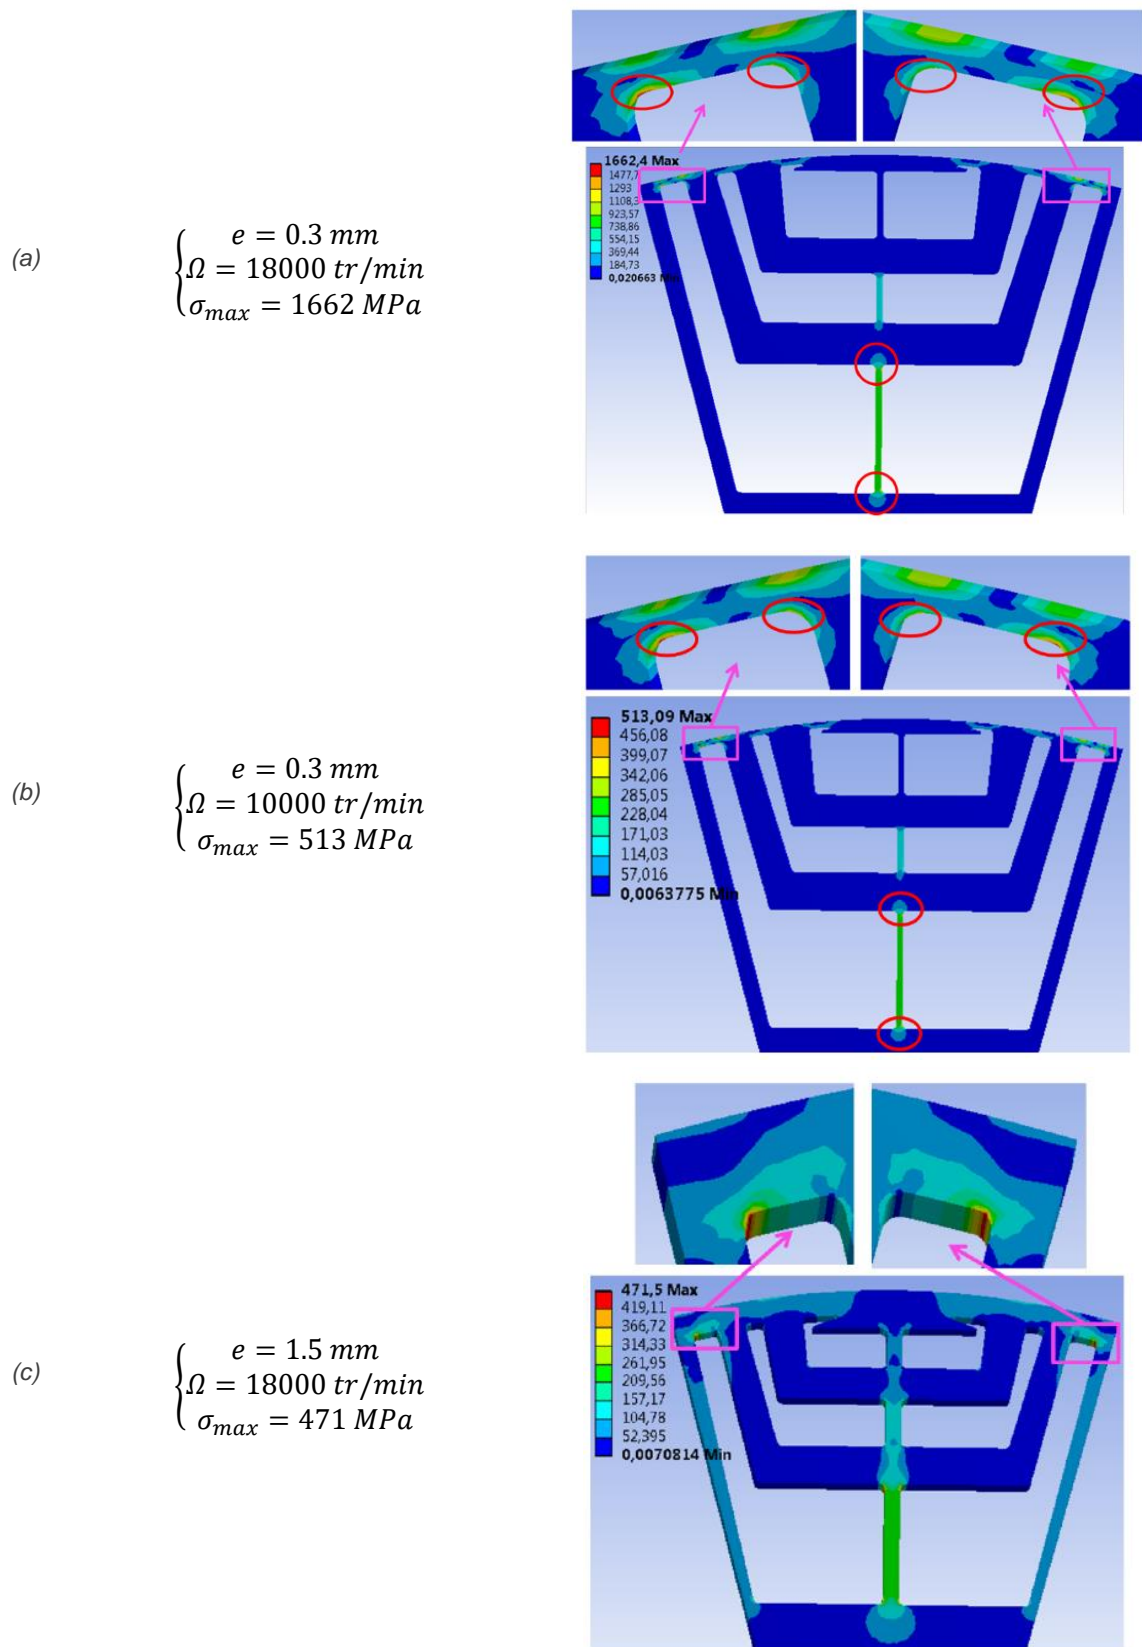 1662,4 Max
1477,7
1293
1108,3
923,57
738,86
554,15
369,44
184,73
0,020663 Min
(a)
e = 0.3 mm
Ω = 18000 tr/min
σmax = 1662 MPa
513,09 Max
456,08
399,07
342,06
285,05
228,04
171,03
114,03
57,016
0,0063775 Min
(b)
e = 0.3 mm
Ω = 10000 tr/min
σmax = 513 MPa
471,5 Max
419,11
366,72
314,33
261,95
209,56
157,17
104,78
52,395
0,0070814 Min
(c)
e = 1.5 mm
Ω = 18000 tr/min
σmax = 471 MPa